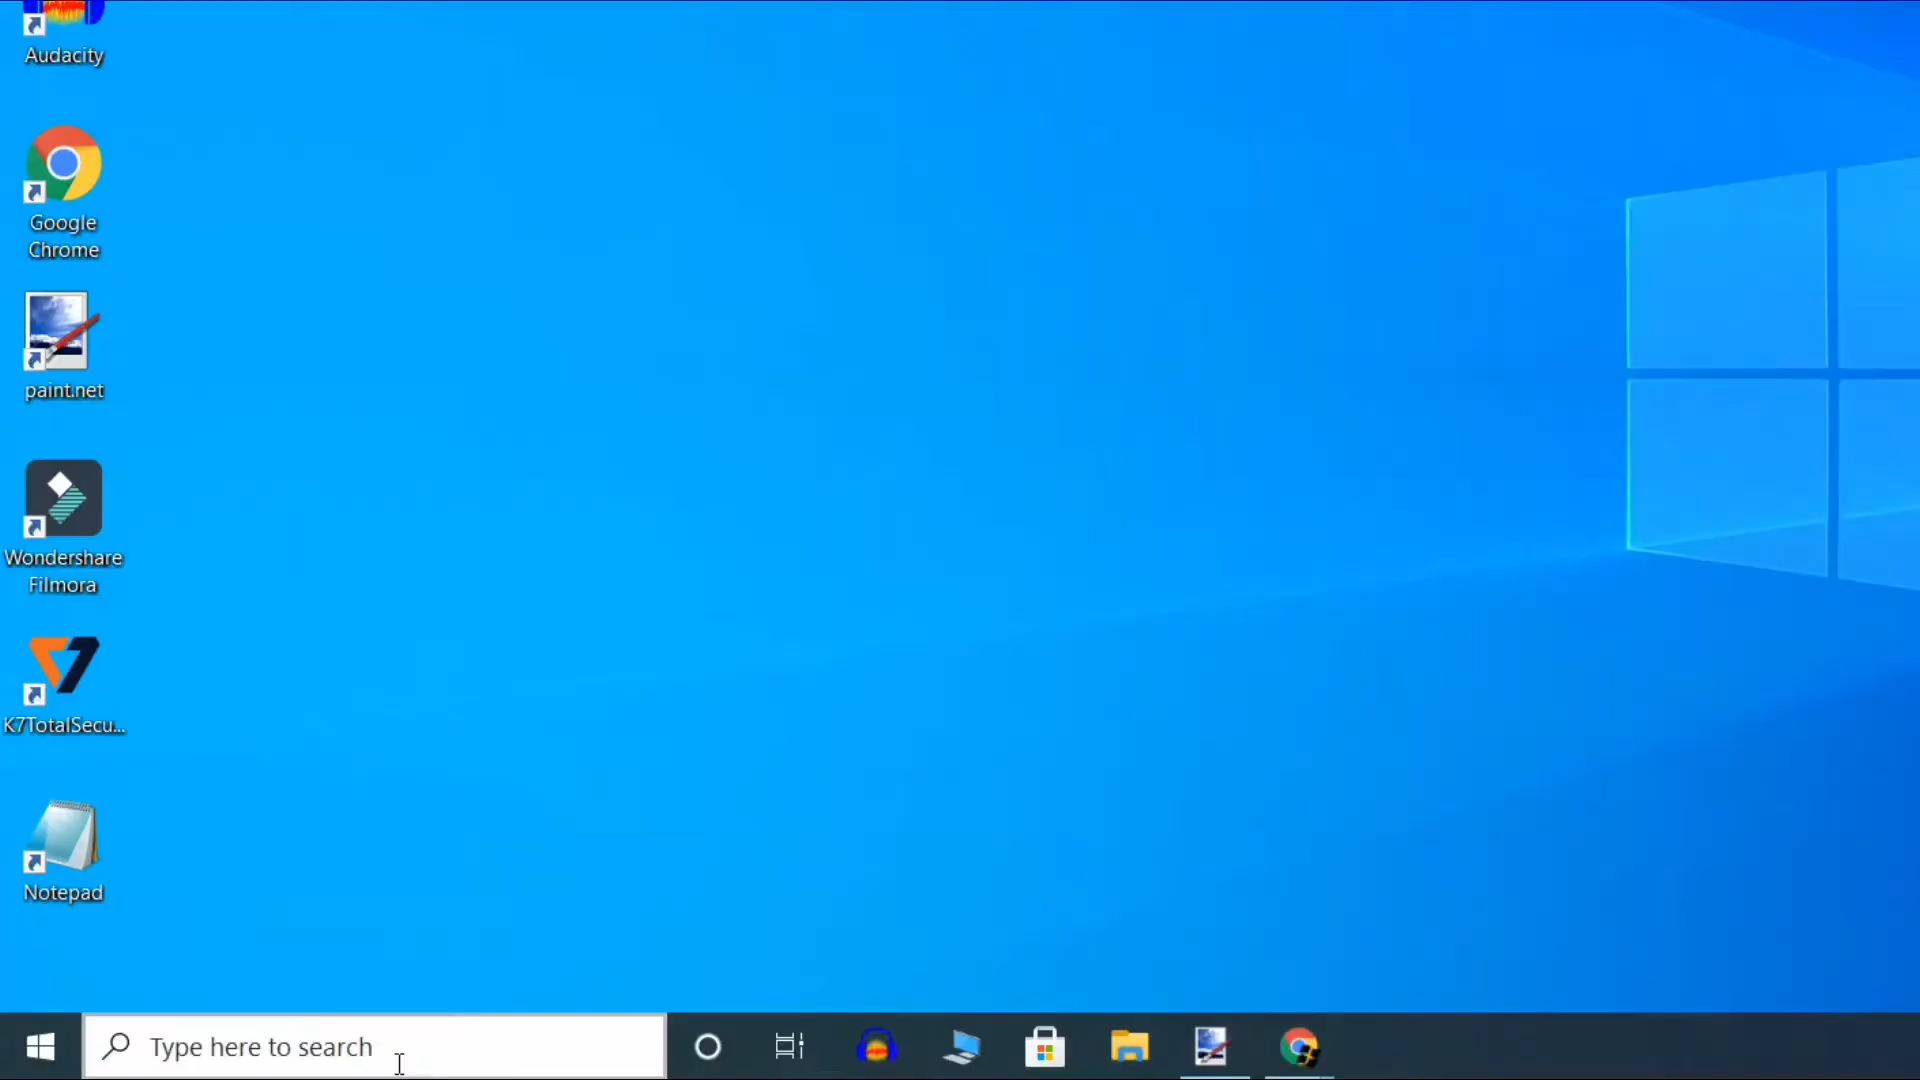 Audacity
Google
Chrome
paint.net
Wondershare
Filmora
K7TotalSecu...
Notepad
Type here to search